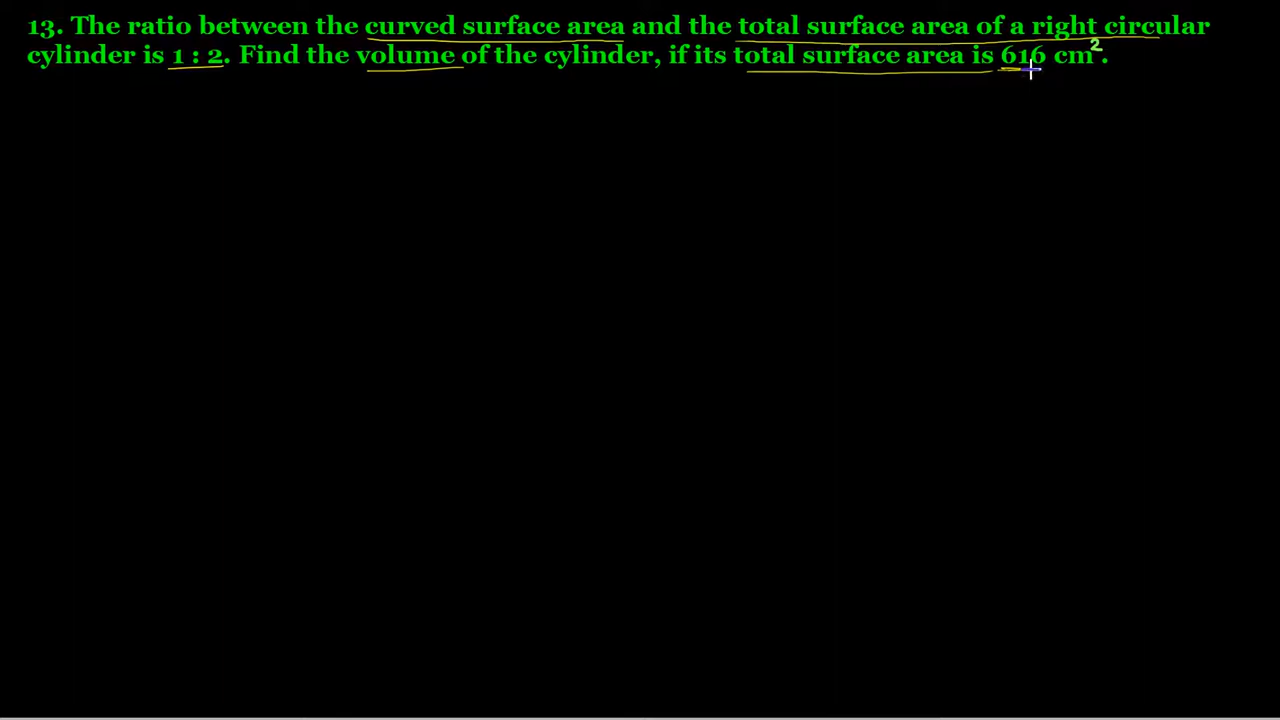 13. The ratio between the curved surface area and the total surface area of a right circular
cylinder is 1 : 2. Find the volume of the cylinder, if its total surface area is 616 cm².